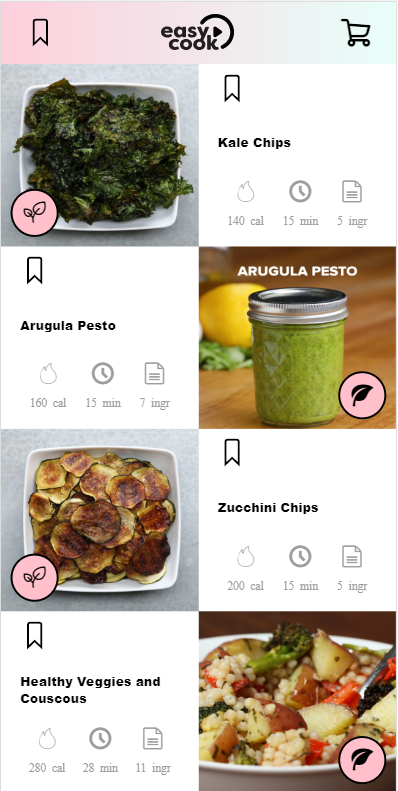 easy
cook
Kale Chips
140 cal 15 min 5 ingr
Arugula Pesto
160 cal 15 min 7 ingr
ARUGULA PESTO
Zucchini Chips
200 cal 15 min 5 ingr
Healthy Veggies and
Couscous
280 cal 28 min 11 ingr